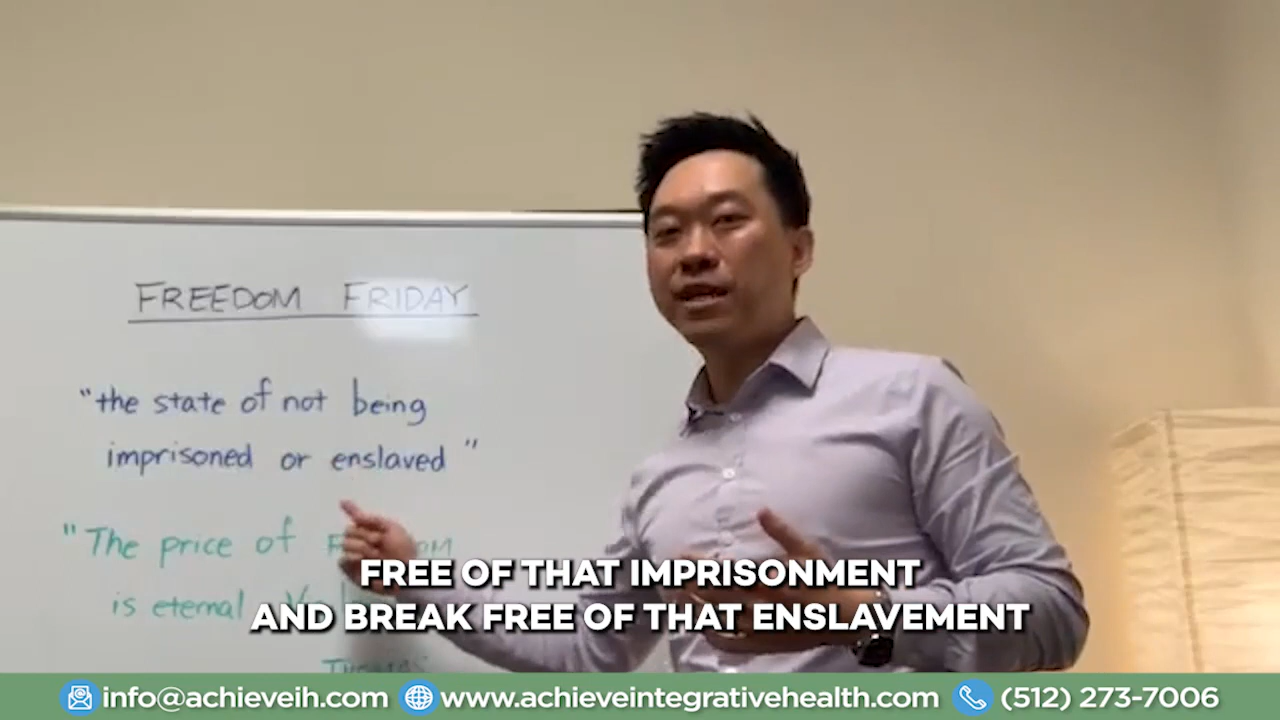 FREEDOM FRIDAY
"the state of not being
imprisoned or enslaved"
"The price of
is eternal
THOMAS
FREE OF THAT IMPRISONMENT
AND BREAK FREE OF THAT ENSLAVEMENT
info@achieveih.com www.achieveintegrativehealth.com (512) 273-7006